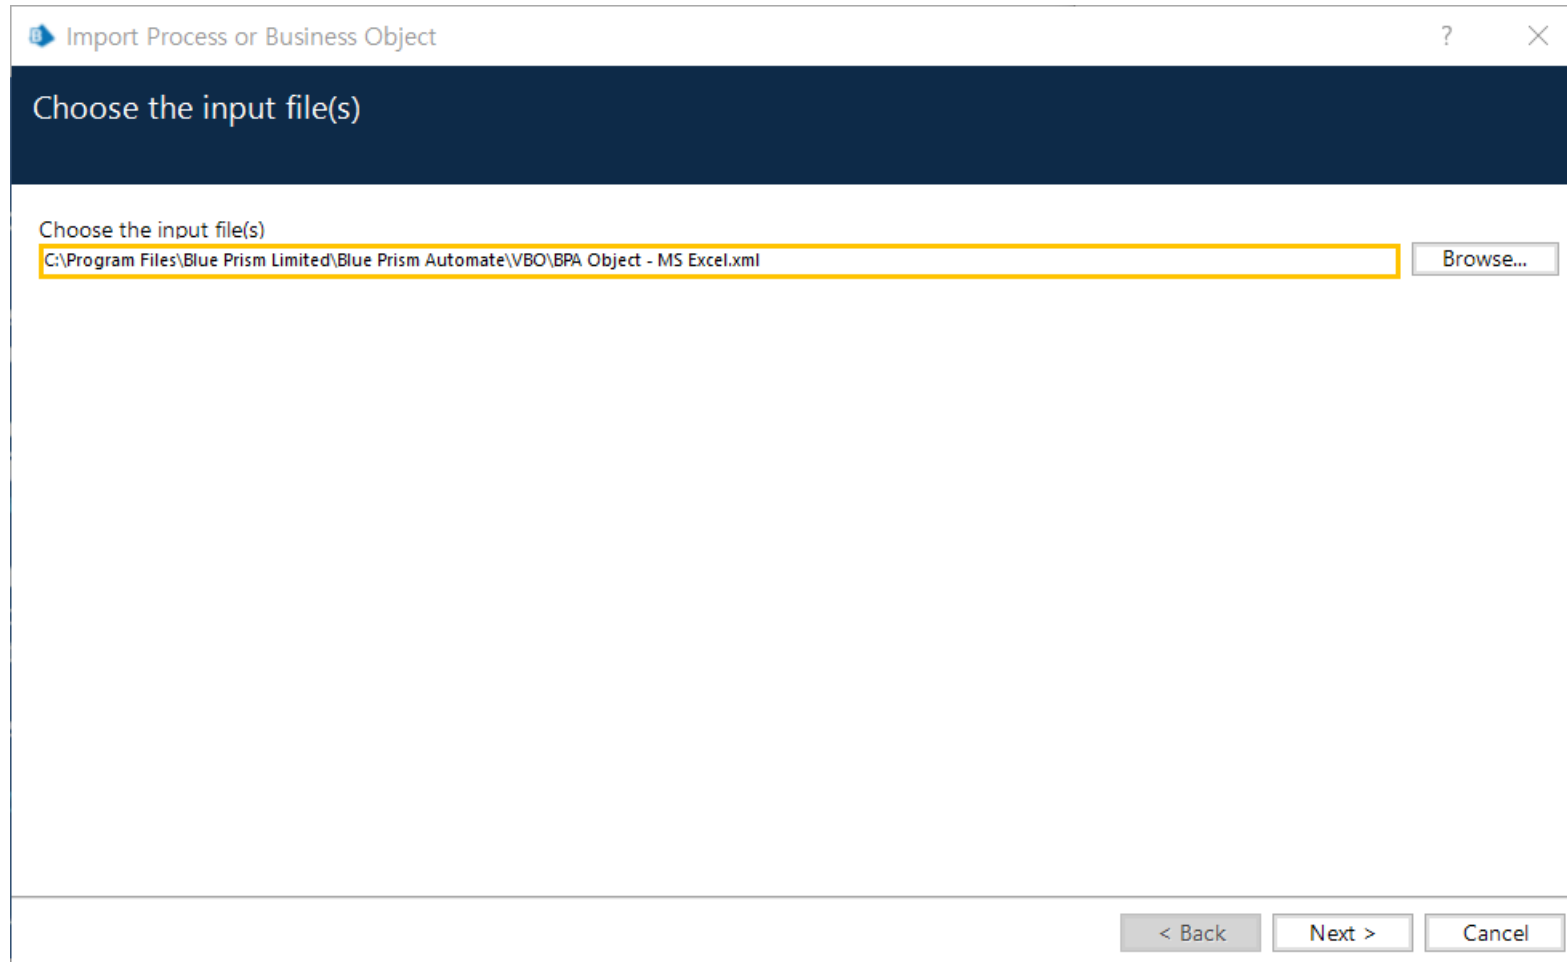 Import Process or Business Object
?
Choose the input file(s)
Choose the input file(s)
C:\Program Files\Blue Prism Limited\Blue Prism Automate\VBO\BPA Object - MS Excel.xml
Browse...
< Back
Next >
Cancel